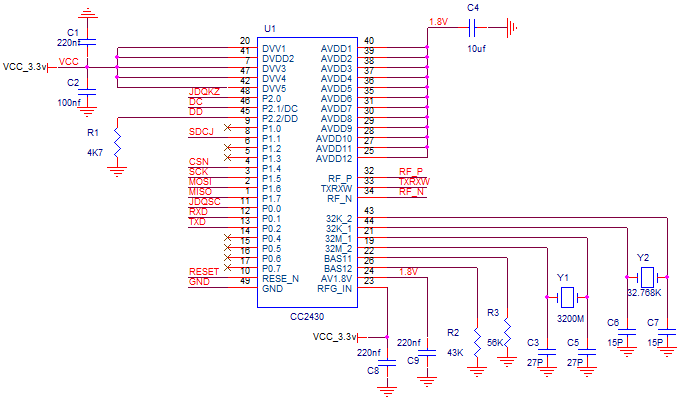 C4
1.8V
10uf
C1
220nf
VCC_3.3v
VCC
C2
100nf
U1
20 DVV1 AVDD1 40
41 DVDD2 AVDD2 39
7 DVV3 AVDD3 38
47 DVV4 AVDD4 37
42 DVV5 AVDD5 36
JDQKZ 48 P2.0 AVDD6 35
DC 46 P2.1/DC AVDD7 31
DD 45 P2.2/DD AVDD8 30
9 P1.0 AVDD9 29
SDCJ 8 P1.1 AVDD10 28
6 P1.2 AVDD11 27
5 P1.3 AVDD12 25
R1
4K7
CSN 4 P1.4
SCK 3 P1.5 RF_P 32 RF_P
MOSI 2 P1.6 TXRXW 33 TXRXW
MISO 1 P1.7 RF_N 34 RF_N
JDQSC 11 P0.0
RXD 12 P0.1 32K_2 43
TXD 13 P0.2 32K_1 44
14 P0.4 32M_1 21
15 P0.5 32M_2 19
16 P0.6 BAS11 22
17 P0.7 BAS12 26
RESET 10 RESE_N AV1.8V 24 1.8V
GND 49 GND RFG_IN 23
CC2430
Y1
3200M
Y2
32.768K
VCC_3.3v
220nf
C8
220nf
C9
R2
43K
R3
56K
C3
27P
C5
27P
C6
15P
C7
15P